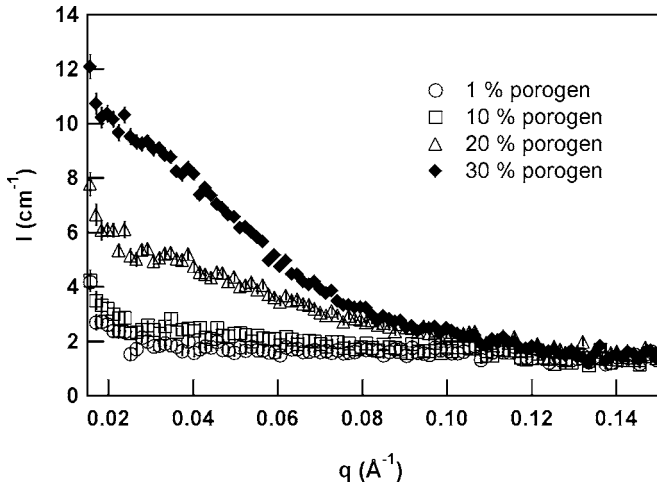 14
12
10
8
6
4
2
0
I (cm⁻¹)
1 % porogen
10 % porogen
20 % porogen
30 % porogen
0.02 0.04 0.06 0.08 0.10 0.12 0.14
q (Å⁻¹)